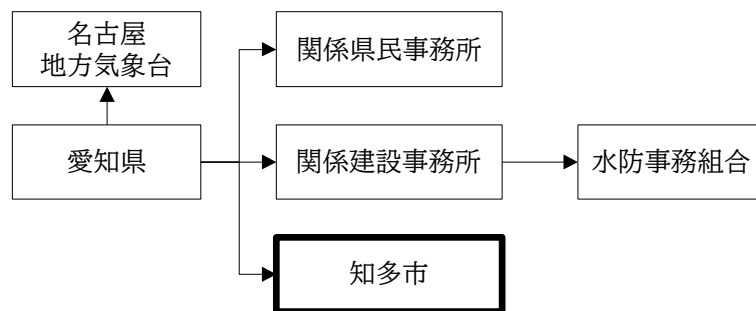 名古屋
地方気象台
関係県民事務所
愛知県
関係建設事務所
水防事務組合
知多市